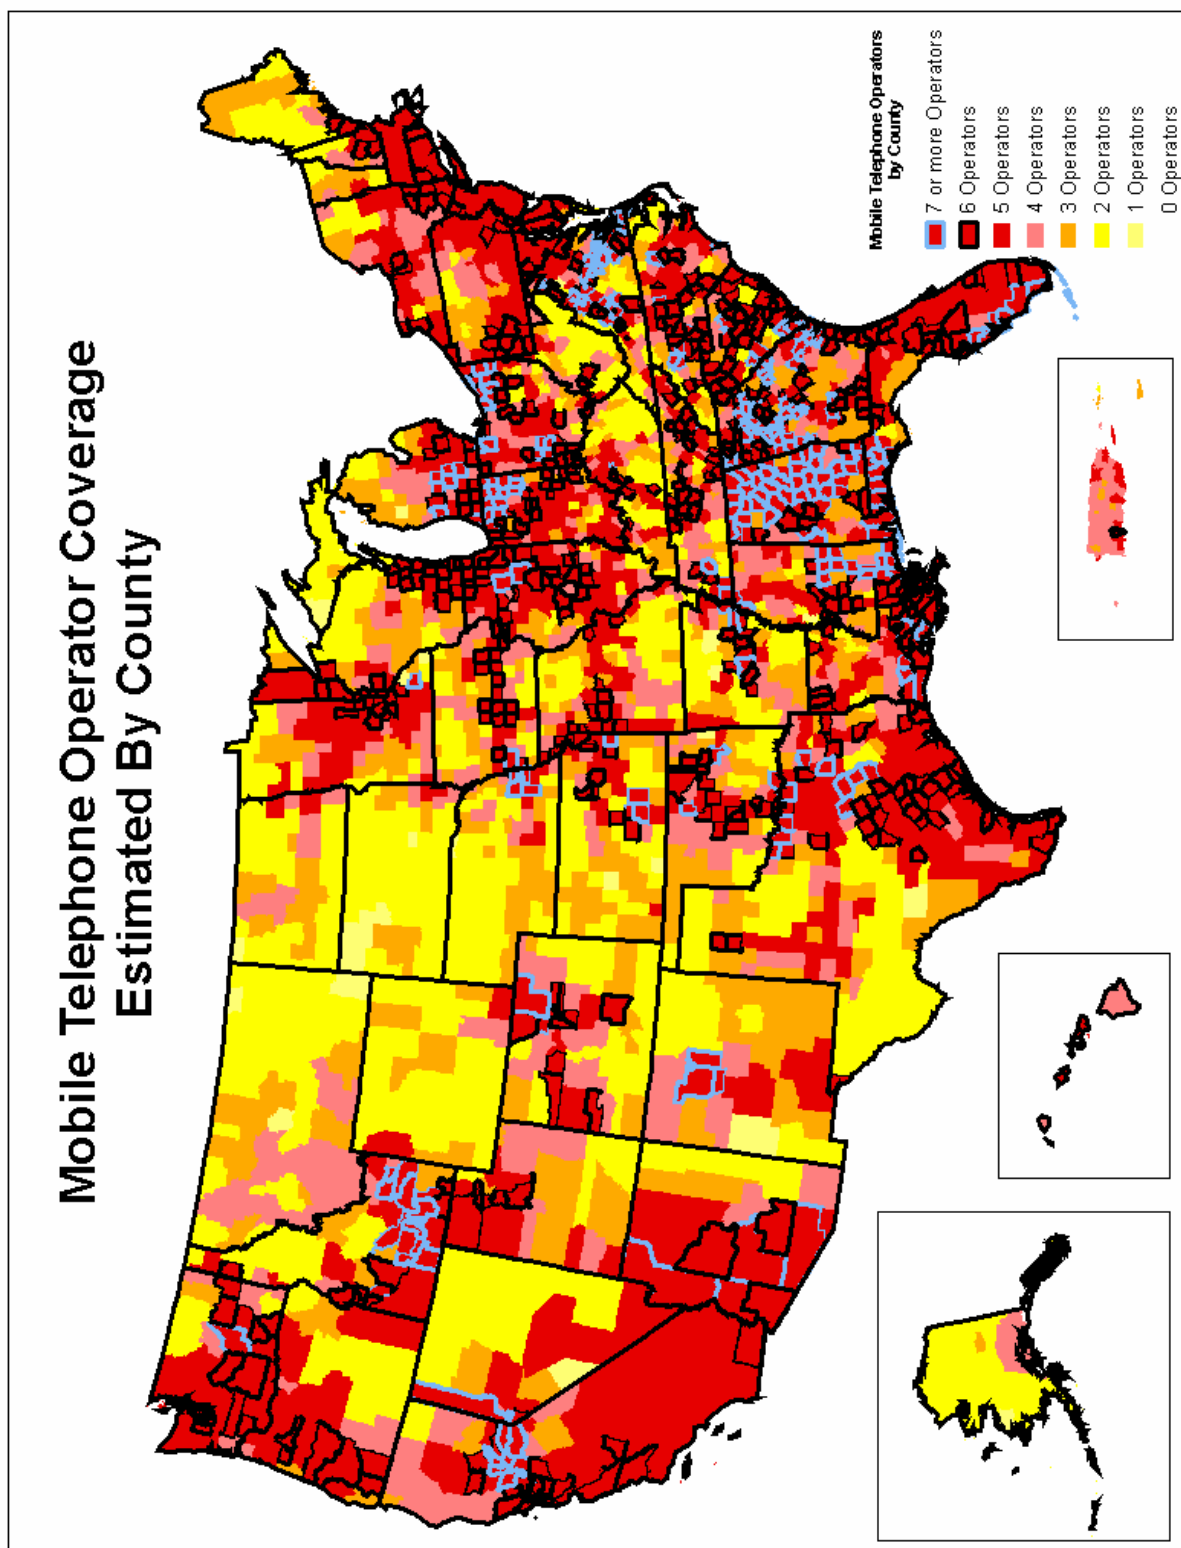 Mobile Telephone Operator Coverage
Estimated By County
Mobile Telephone Operators
by County
7 or more Operators
6 Operators
5 Operators
4 Operators
3 Operators
2 Operators
1 Operators
0 Operators